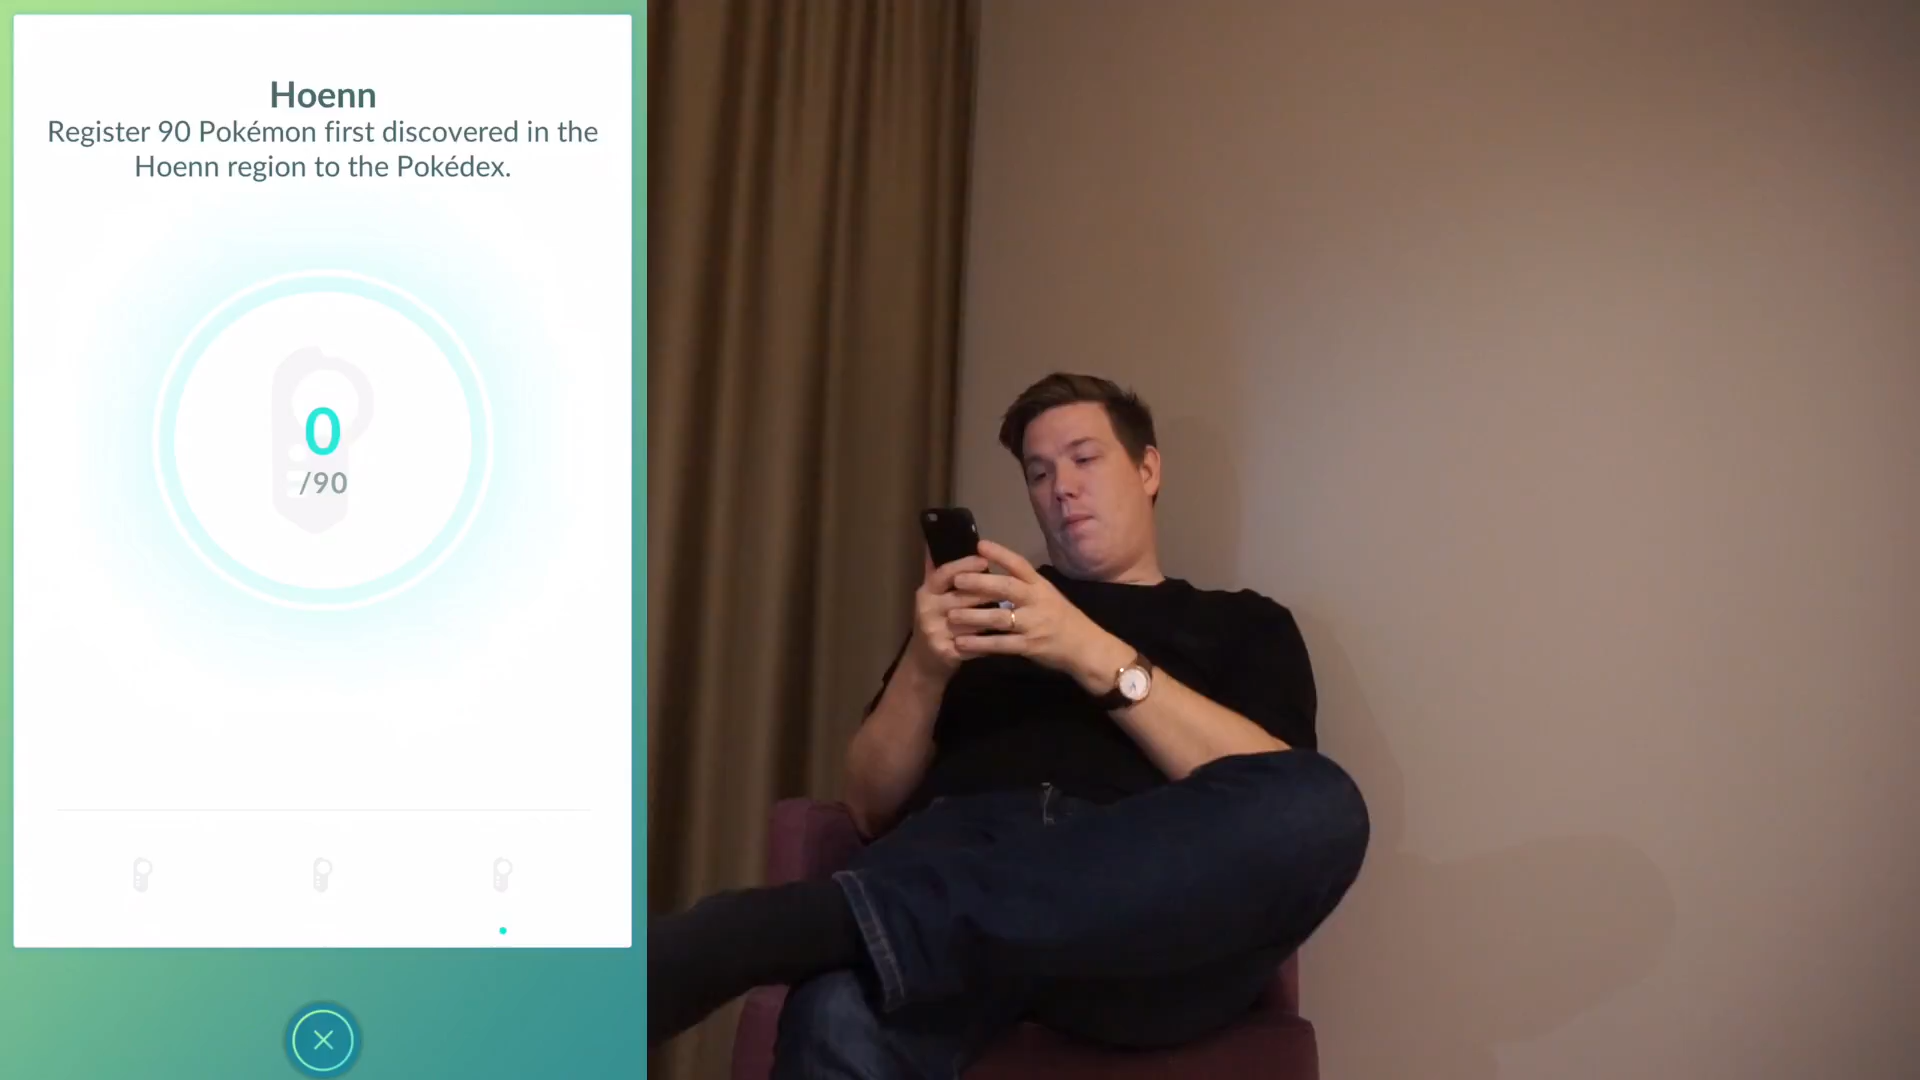 Hoenn
Register 90 Pokémon first discovered in the
Hoenn region to the Pokédex.
0
/90